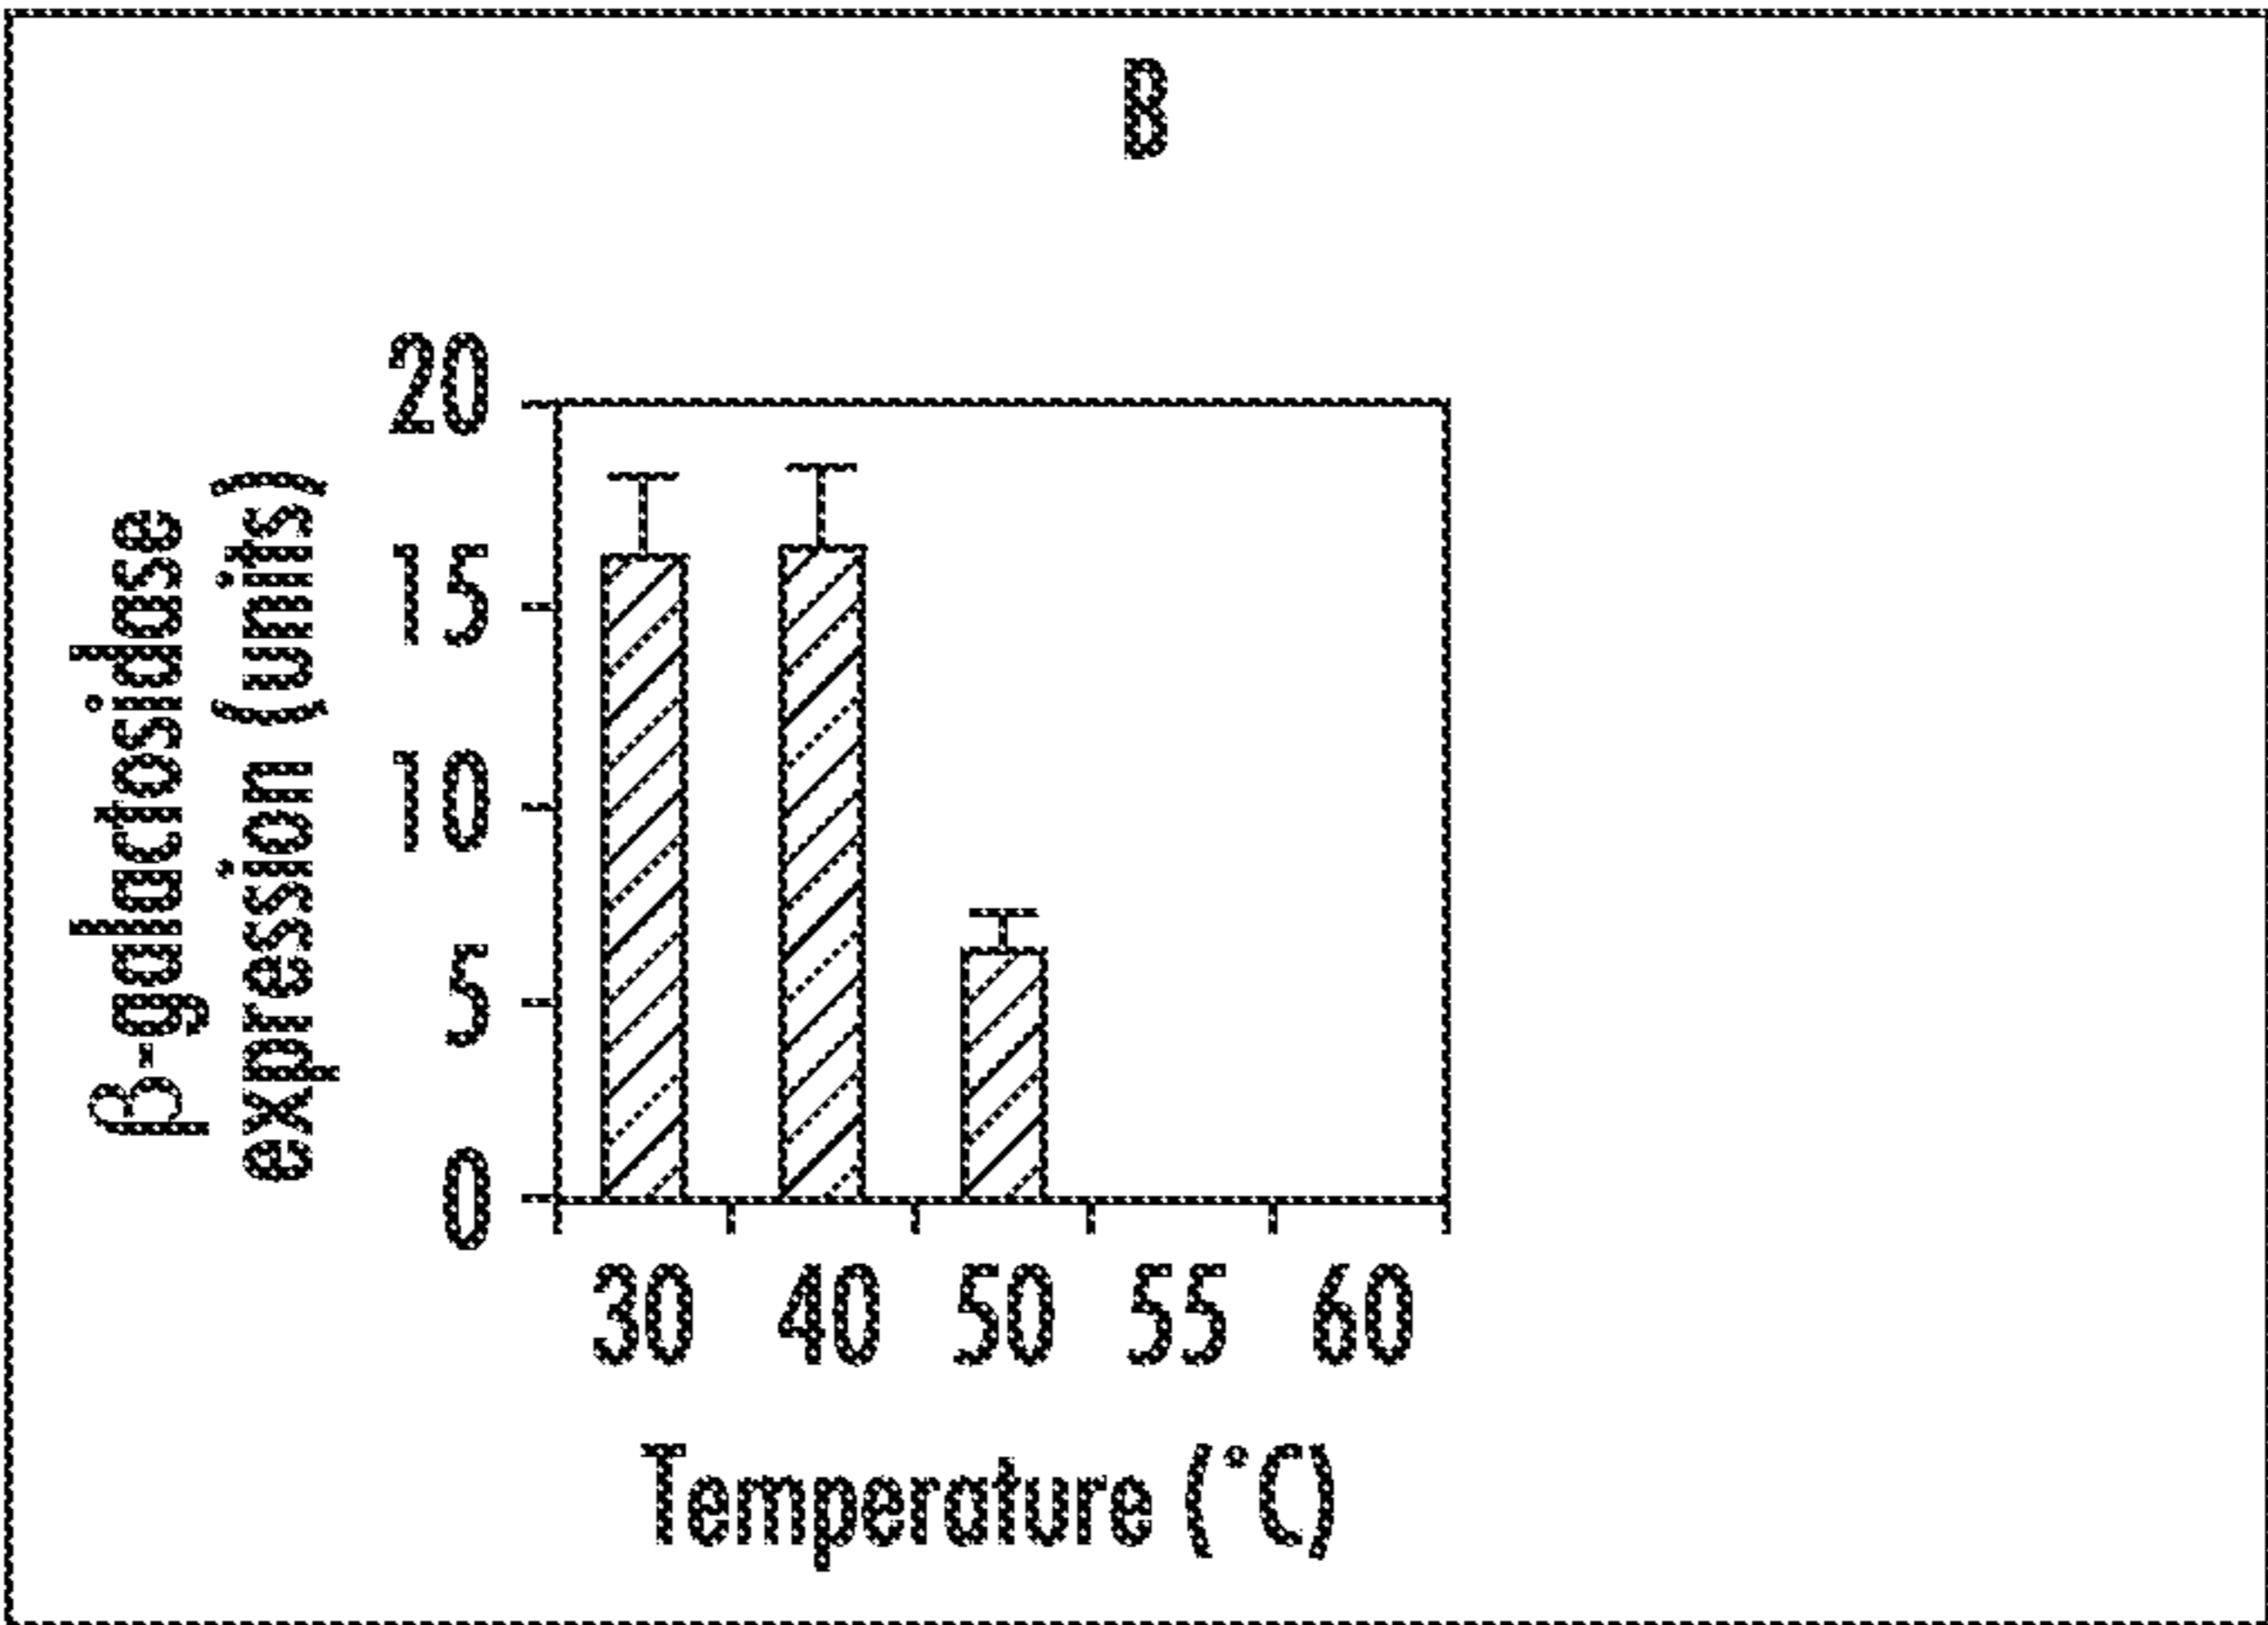 B
β-galactosidase
expression (units)
20
15
10
5
0
30 40 50 55 60
Temperature (°C)